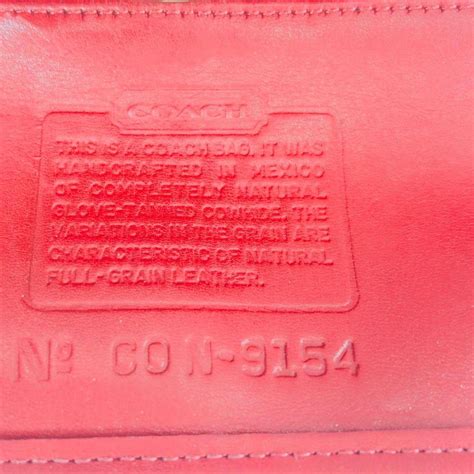 COACH
THIS IS A COACH BAG. IT WAS
HANDCRAFTED IN MEXICO
OF COMPLETELY NATURAL
GLOVE-TANNED COWHIDE. THE
VARIATIONS IN THE GRAIN ARE
CHARACTERISTIC OF NATURAL
FULL-GRAIN LEATHER.
Nº CO N-9154